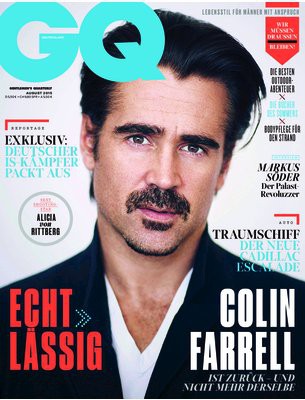 LEBENSSTIL FÜR MÄNNER MIT ANSPRUCH
GQ
GENTLEMEN'S QUARTERLY
AUGUST 2015
WIR
MÜSSEN
DRAUSSEN
BLEIBEN!
DIE BESTEN
OUTDOOR-
ABENTEUER
X
DIE BÜCHER
DES SOMMERS
X
BODYPFLEGE FÜR
DEN STRAND
REPORTAGE
EXKLUSIV:
DEUTSCHER
IS-KÄMPFER
PACKT AUS
MARKUS
SÖDER
Der Palast-
Revoluzzer
ALICIA
VON
RITTBERG
AUTO
TRAUMSCHIFF
DER NEUE
CADILLAC
ESCALADE
ECHT
LÄSSIG
COLIN
FARRELL
IST ZURÜCK – UND
NICHT MEHR DERSELBE